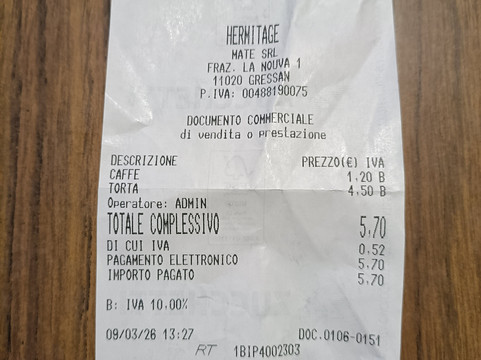 HERMITAGE
MATE SRL
FRAZ. LA NOUVA 1
11020 GRESSAN
P.IVA: 00488190075
DOCUMENTO COMMERCIALE
di vendita o prestazione
DESCRIZIONE PREZZO(€) IVA
CAFFE 1,20 B
TORTA 4,50 B
Operatore: ADMIN
TOTALE COMPLESSIVO 5,70
DI CUI IVA 0,52
PAGAMENTO ELETTRONICO 5,70
IMPORTO PAGATO 5,70
B: IVA 10,00%
09/03/26 13:27 DOC.0106-0151
RT 1BIP4002303